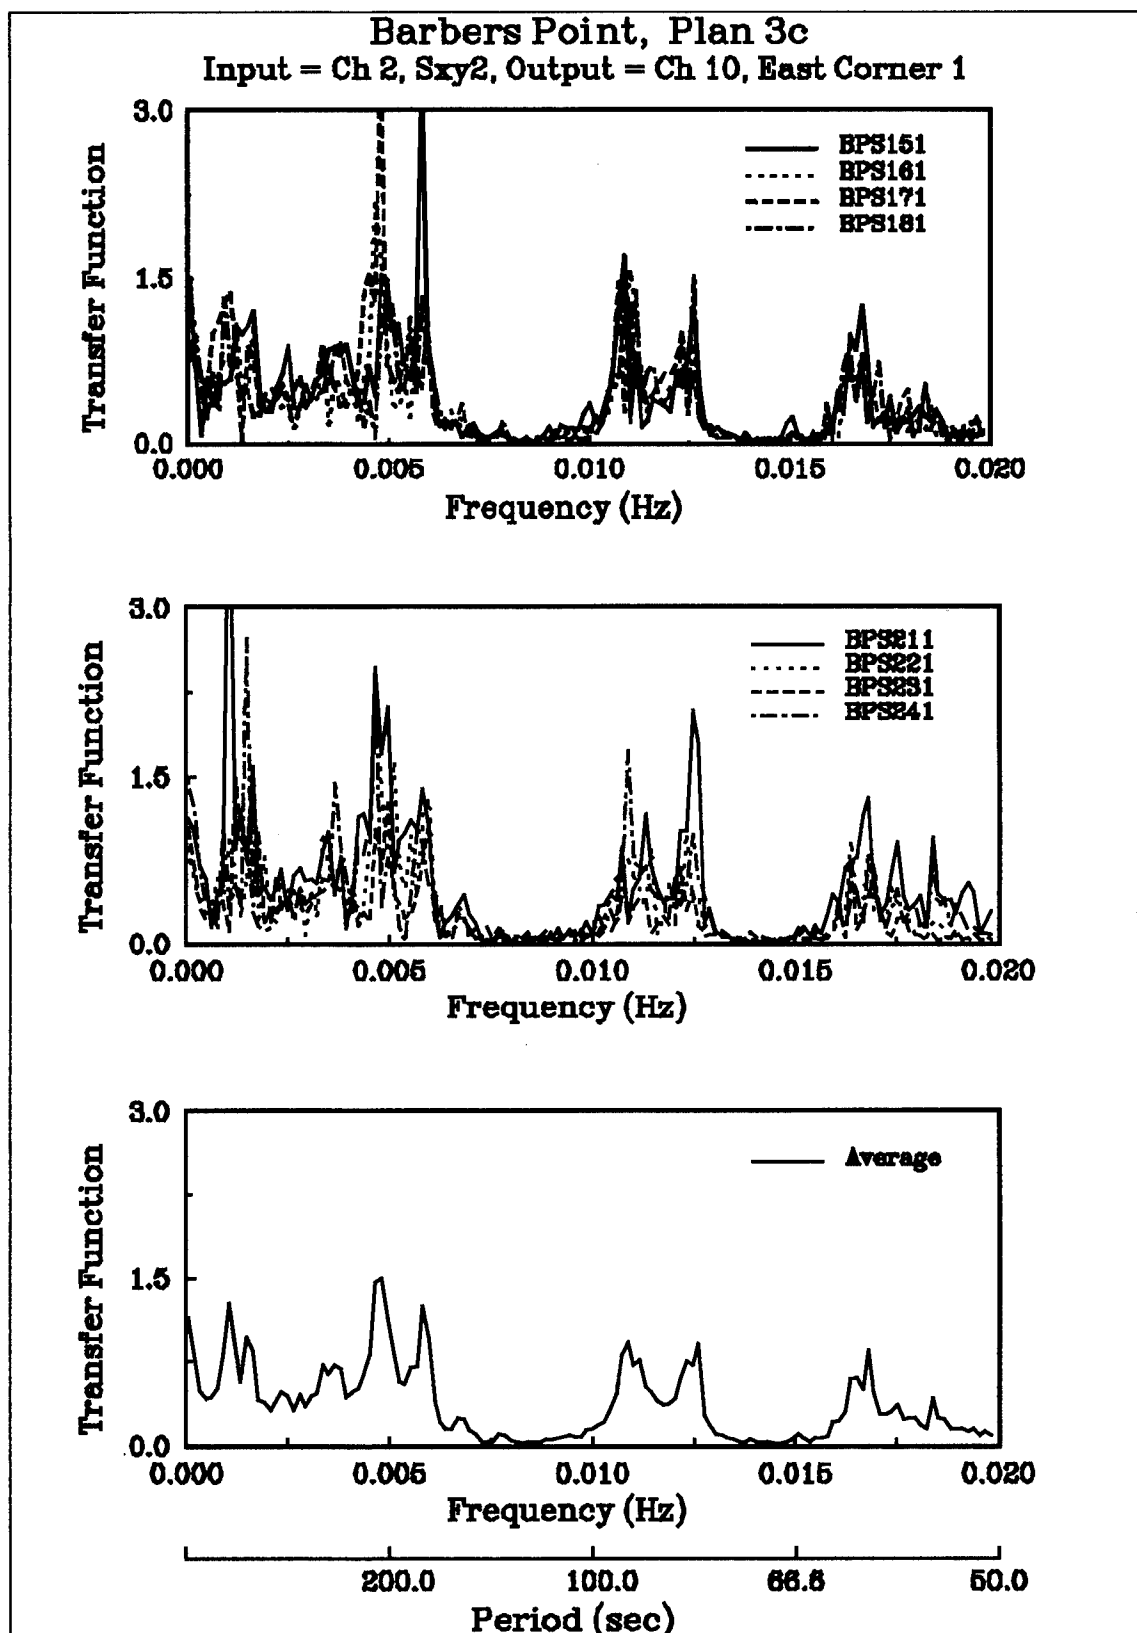 Barbers Point, Plan 3c
Input = Ch 2, Sxy2, Output = Ch 10, East Corner 1
3.0
1.5
0.0
Transfer Function
BPS151
BPS161
BPS171
BPS181
0.000 0.005 0.010 0.015 0.020
Frequency (Hz)
3.0
1.5
0.0
Transfer Function
BPS211
BPS221
BPS231
BPS241
0.000 0.005 0.010 0.015 0.020
Frequency (Hz)
3.0
1.5
0.0
Transfer Function
Average
0.000 0.005 0.010 0.015 0.020
Frequency (Hz)
200.0 100.0 66.6 50.0
Period (sec)